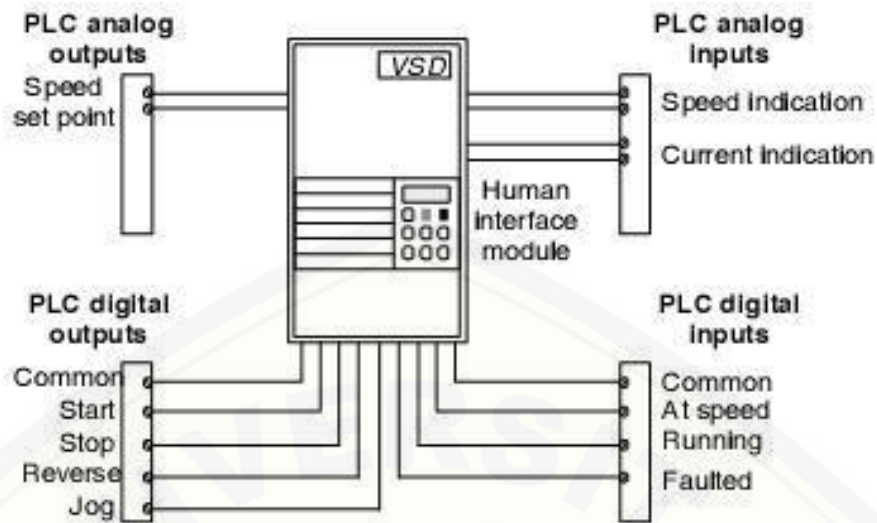 PLC analog
outputs
Speed
set point
VSD
PLC analog
inputs
Speed indication
Current indication
Human
interface
module
PLC digital
outputs
Common
Start
Stop
Reverse
Jog
PLC digital
inputs
Common
At speed
Running
Faulted